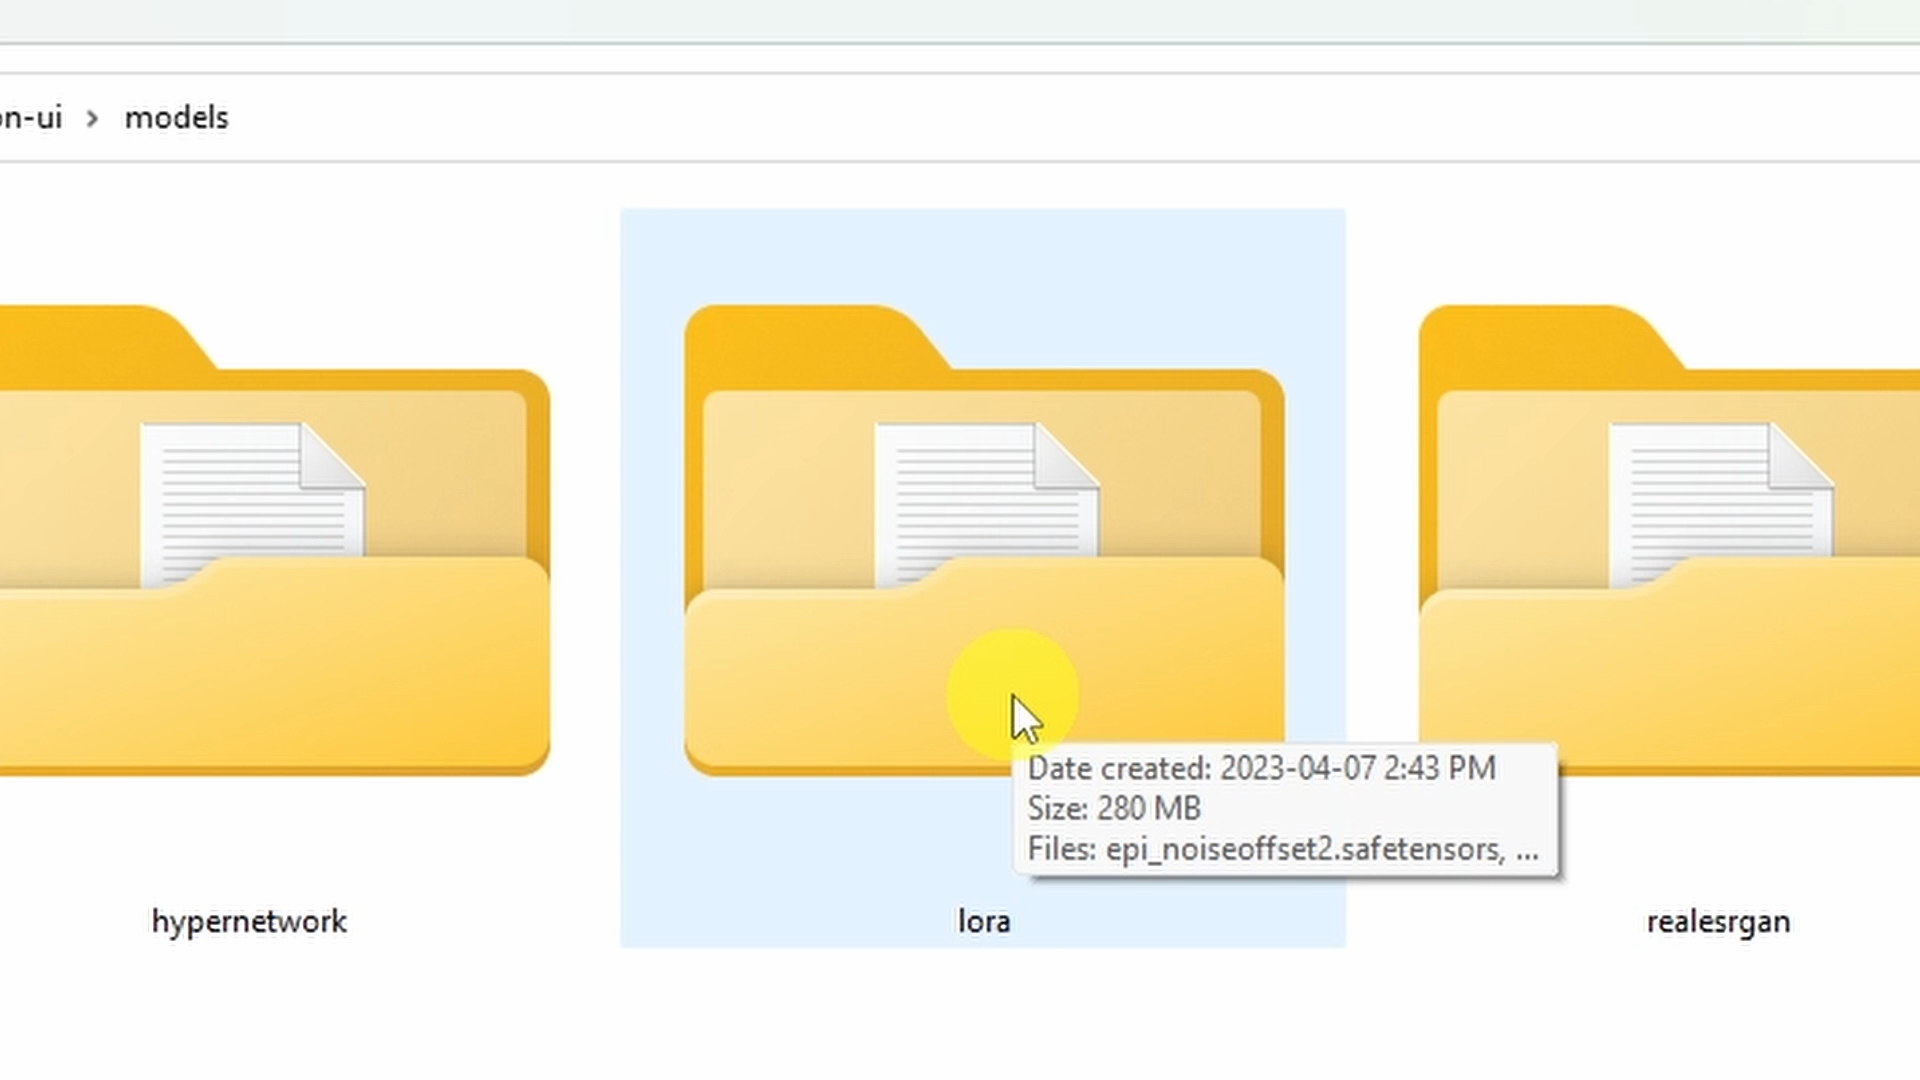 on-ui > models
Date created: 2023-04-07 2:43 PM
Size: 280 MB
Files: epi_noiseoffset2.safetensors, ...
hypernetwork
lora
realesrgan